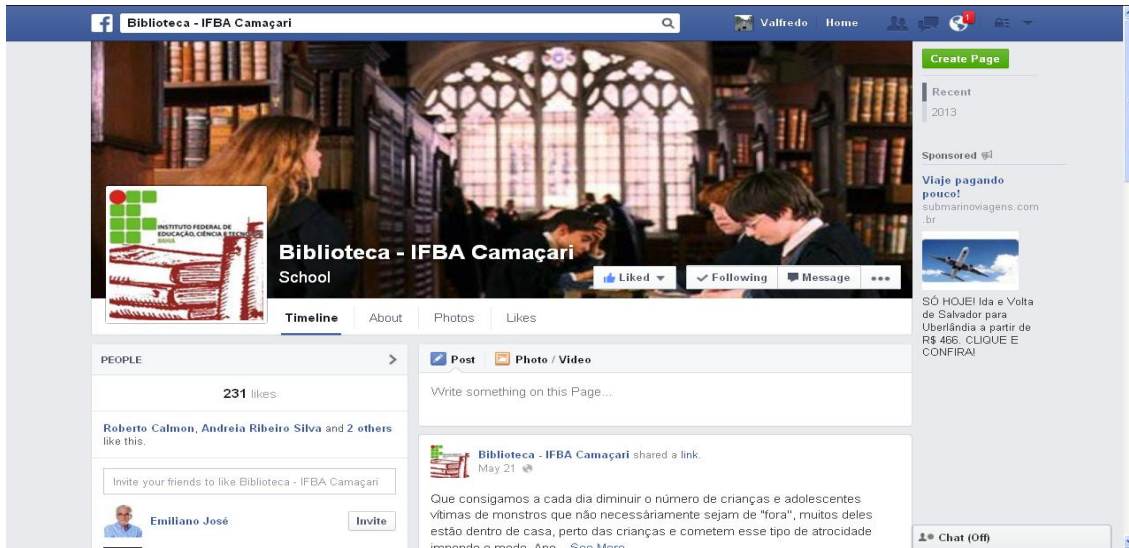 Biblioteca - IFBA Camaçari
Valfredo Home
1
Create Page
Recent
2013
Sponsored
Viaje pagando
pouco!
submarinoviagens.com
.br
SÓ HOJE! Ida e Volta
de Salvador para
Uberlândia a partir de
R$ 466. CLIQUE E
CONFIRA!
INSTITUTO FEDERAL DE
EDUCAÇÃO, CIÊNCIA E TECNOL
BAHIA
Biblioteca - IFBA Camaçari
School
Liked Following Message
Timeline About Photos Likes
PEOPLE
231 likes
Roberto Calmon, Andreia Ribeiro Silva and 2 others
like this.
Invite your friends to like Biblioteca - IFBA Camaçari
Emiliano José Invite
Post Photo / Video
Write something on this Page...
Biblioteca - IFBA Camaçari shared a link.
May 21
Que consigamos a cada dia diminuir o número de crianças e adolescentes
vítimas de monstros que não necessáriamente sejam de "fora", muitos deles
estão dentro de casa, perto das crianças e cometem esse tipo de atrocidade
See More
Chat (Off)